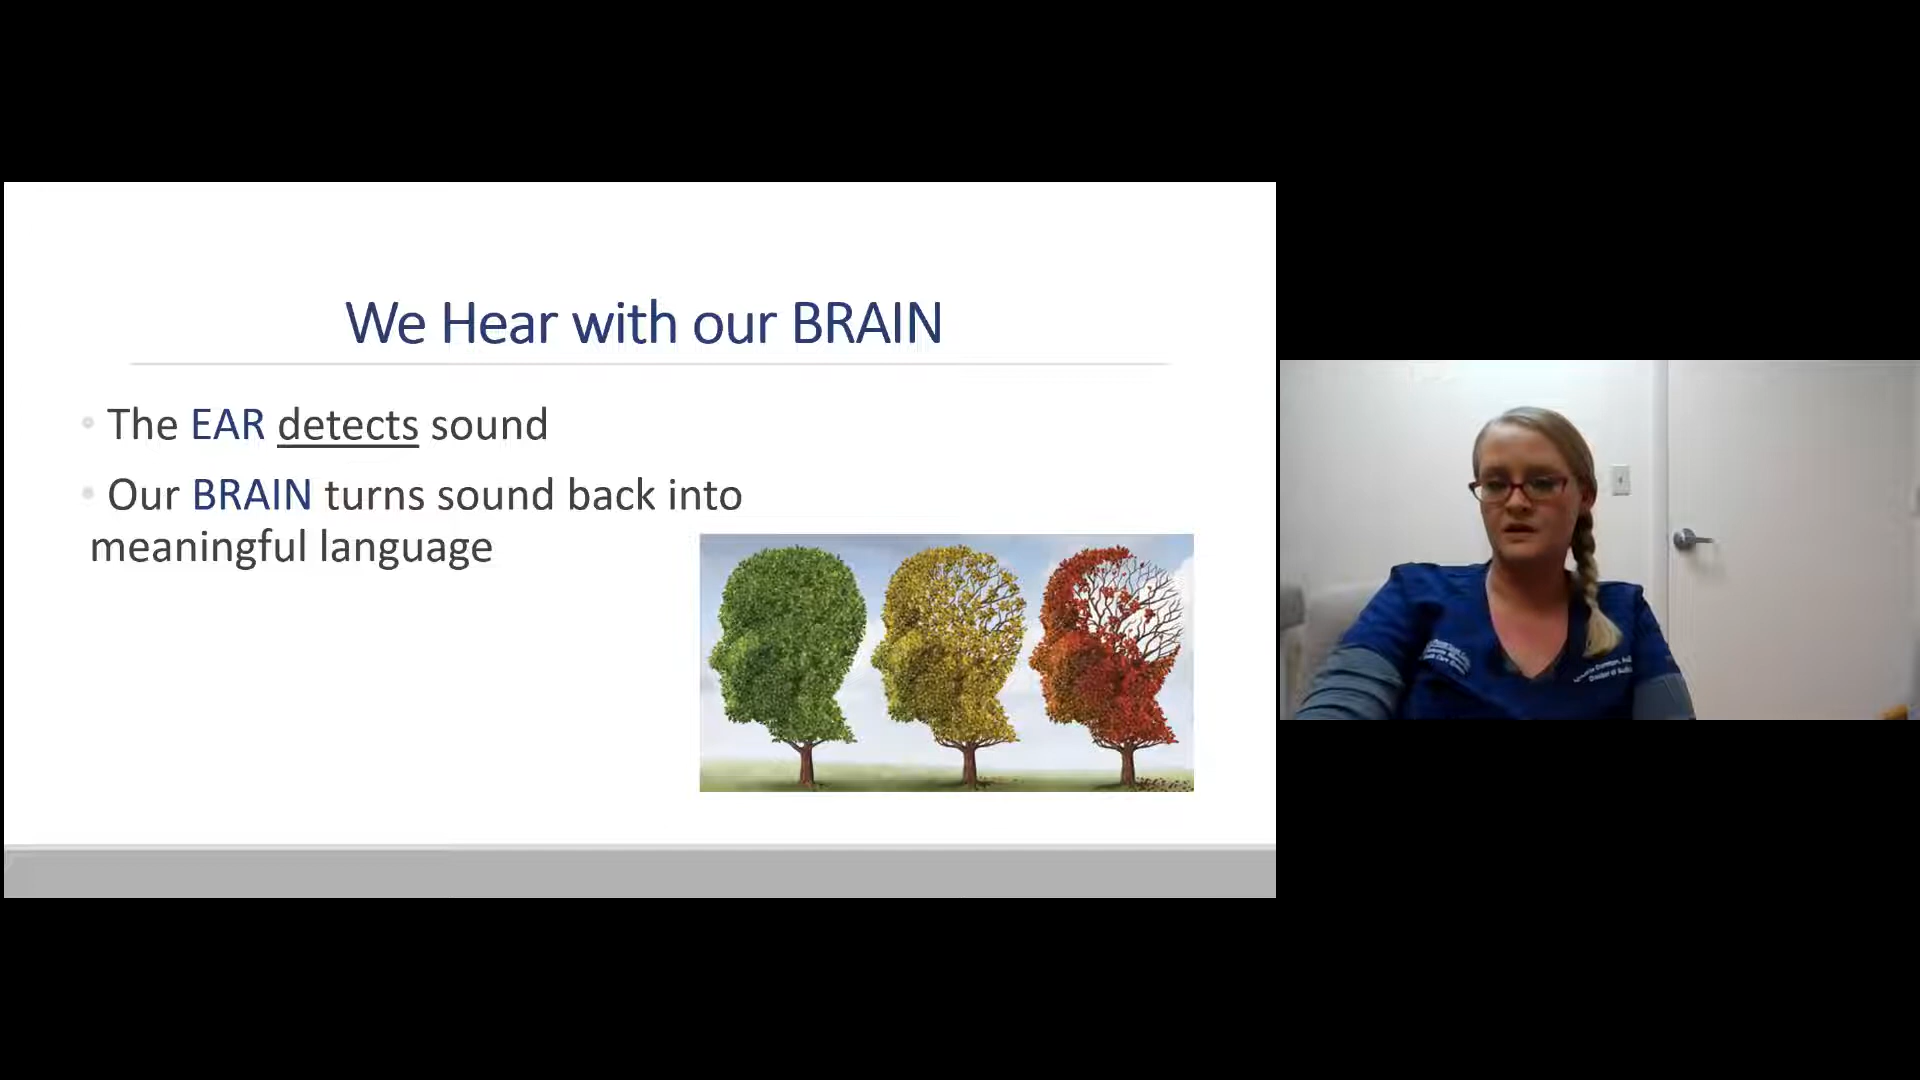 We Hear with our BRAIN
• The EAR detects sound
• Our BRAIN turns sound back into
meaningful language